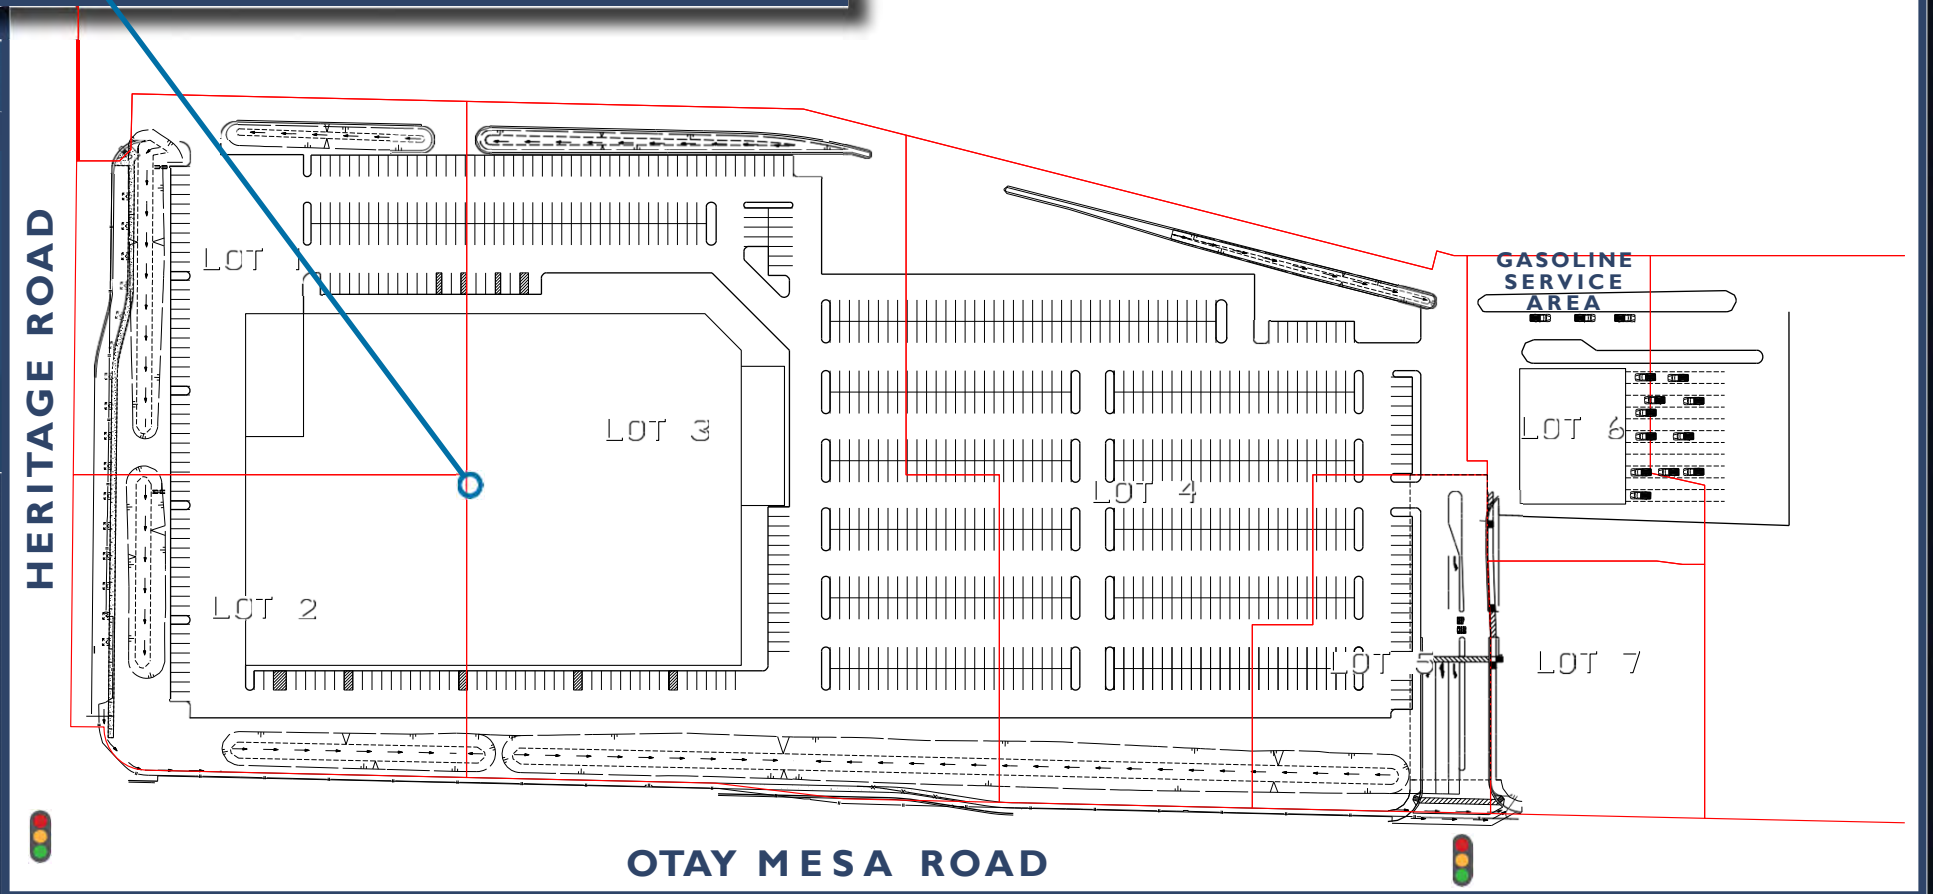 HERITAGE ROAD
LOT 1
GASOLINE
SERVICE
AREA
LOT 3
LOT 6
LOT 4
LOT 2
LOT 5
LOT 7
OTAY MESA ROAD